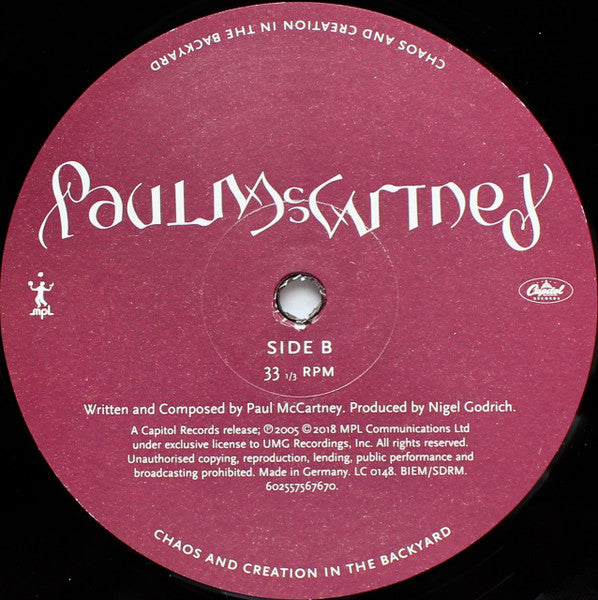 CHAOS AND CREATION IN THE BACKYARD
PAUL McCARTNEY
mpL
Capitol
RECORDS
SIDE B
33 1/3 RPM
Written and Composed by Paul McCartney. Produced by Nigel Godrich.
A Capitol Records release; ℗ 2005 © 2018 MPL Communications Ltd
under exclusive license to UMG Recordings, Inc. All rights reserved.
Unauthorised copying, reproduction, lending, public performance and
broadcasting prohibited. Made in Germany. LC 0148. BIEM/SDRM.
602557567670.
CHAOS AND CREATION IN THE BACKYARD